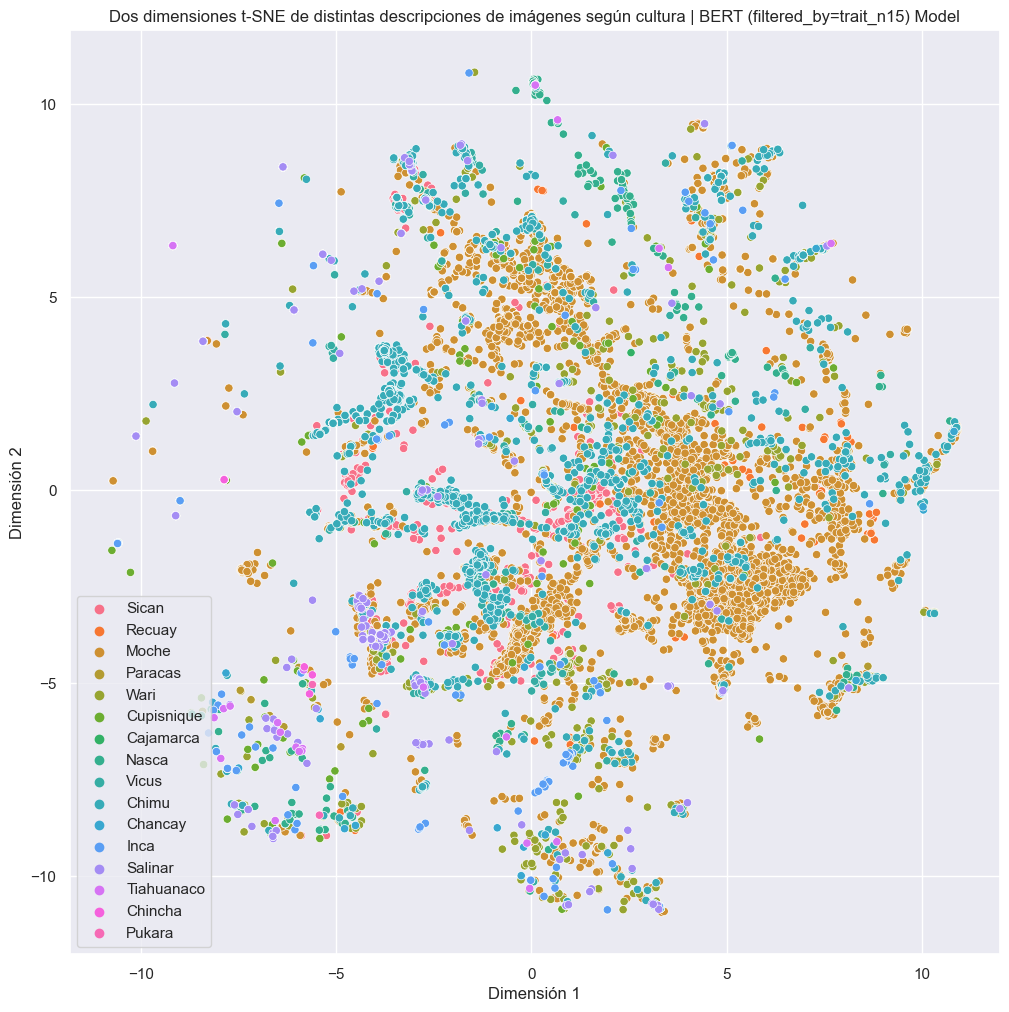 Dos dimensiones t-SNE de distintas descripciones de imágenes según cultura | BERT (filtered_by=trait_n15) Model
10
5
0
−5
−10
Dimensión 2
Sican
Recuay
Moche
Paracas
Wari
Cupisnique
Cajamarca
Nasca
Vicus
Chimu
Chancay
Inca
Salinar
Tiahuanaco
Chincha
Pukara
−10
−5
0
5
10
Dimensión 1